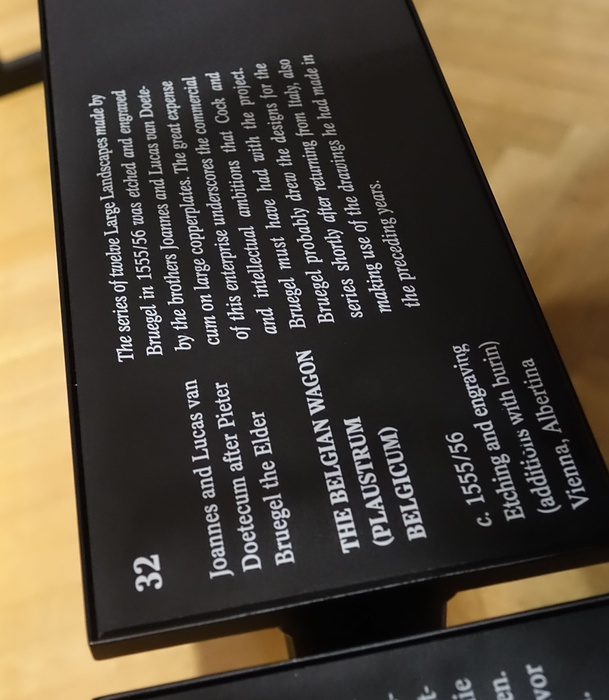 32
Joannes and Lucas van
Doetecum after Pieter
Bruegel the Elder
THE BELGIAN WAGON
(PLAUSTRUM
BELGICUM)
c. 1555/56
Etching and engraving
(additions with burin)
Vienna, Albertina
The series of twelve Large Landscapes made by
Bruegel in 1555/56 was etched and engraved
by the brothers Joannes and Lucas van Doete-
cum on large copperplates. The great expense
of this enterprise underscores the commercial
and intellectual ambitions that Cock and
Bruegel must have had with the project.
Bruegel probably drew the designs for the
series shortly after returning from Italy, also
making use of the drawings he had made in
the preceding years.
en.
or